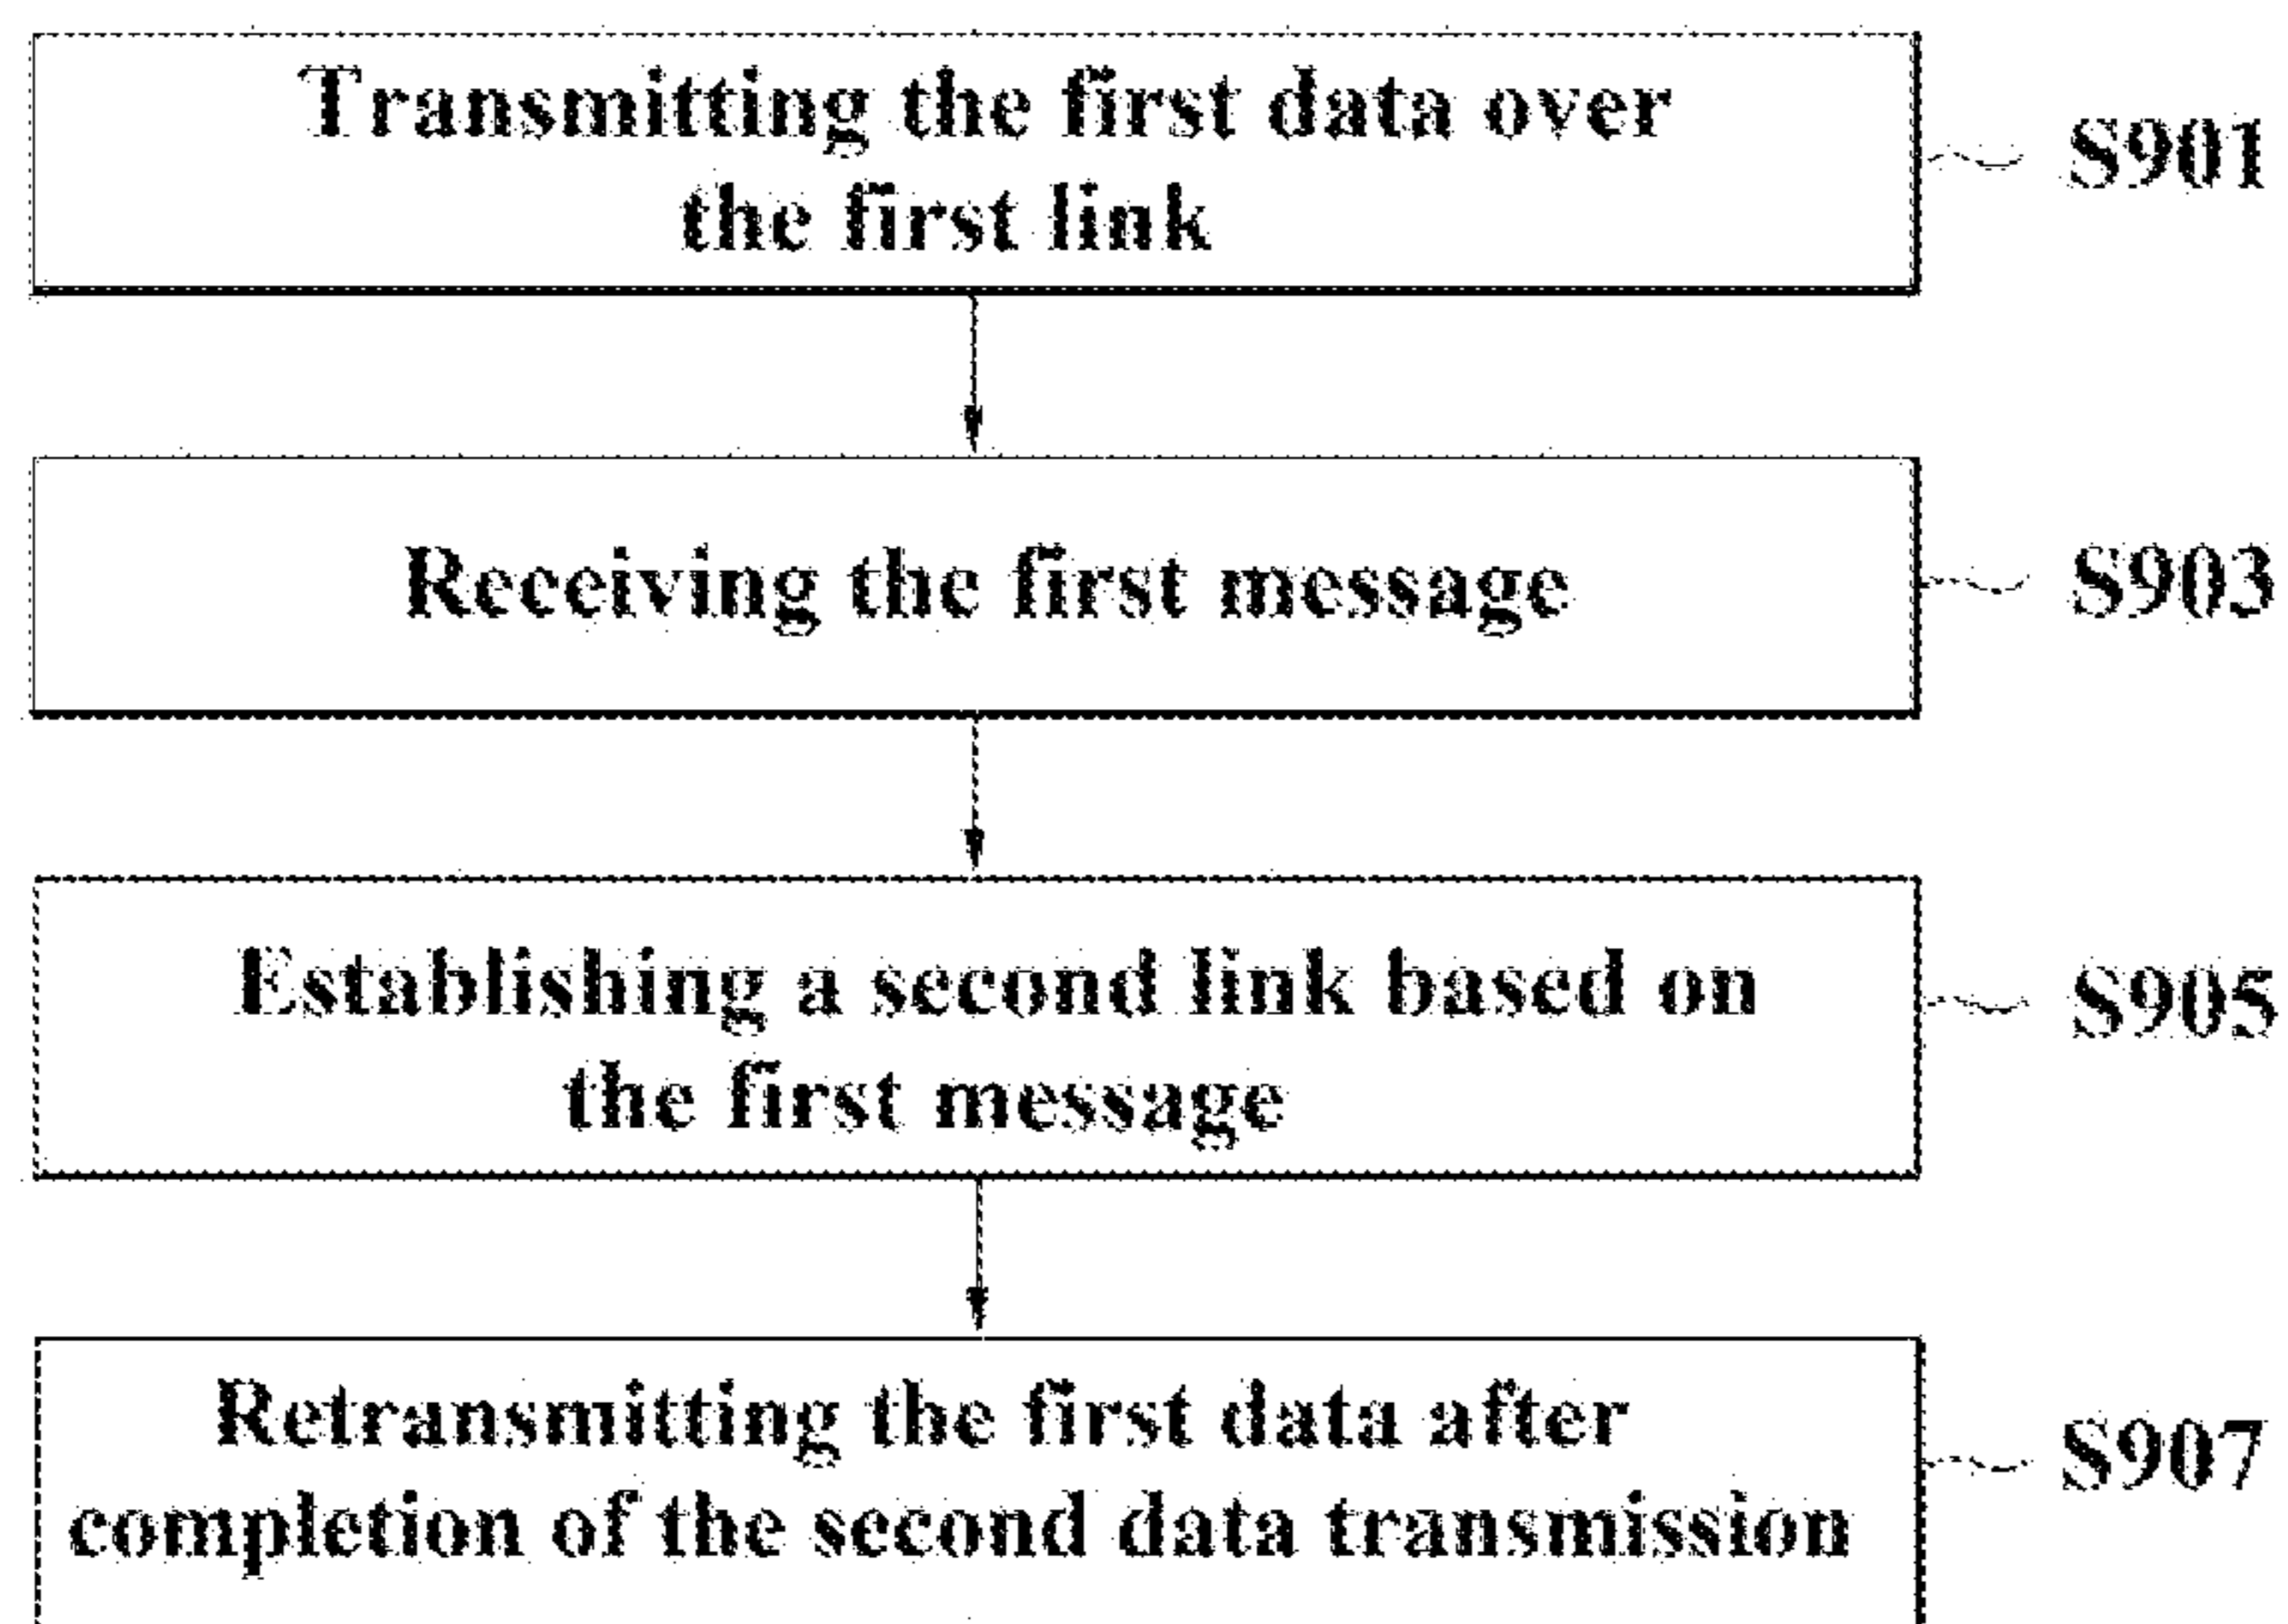 Transmitting the first data over
the first link
S901
Receiving the first message
S903
Establishing a second link based on
the first message
S905
Retransmitting the first data after
completion of the second data transmission
S907